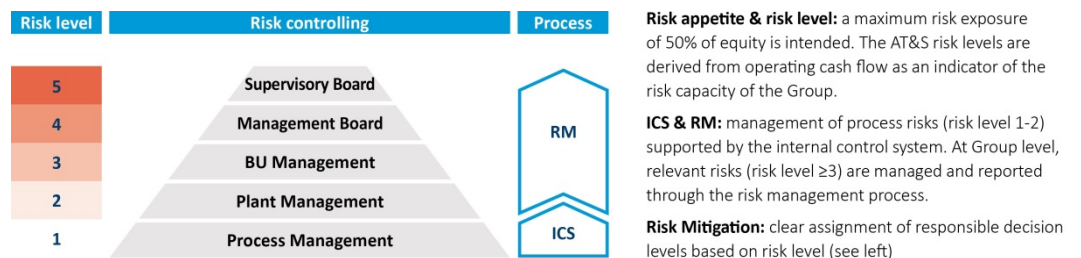 Risk level
Risk controlling
Process
5
Supervisory Board
4
Management Board
3
BU Management
2
Plant Management
1
Process Management
RM
ICS
Risk appetite & risk level: a maximum risk exposure
of 50% of equity is intended. The AT&S risk levels are
derived from operating cash flow as an indicator of the
risk capacity of the Group.
ICS & RM: management of process risks (risk level 1-2)
supported by the internal control system. At Group level,
relevant risks (risk level ≥3) are managed and reported
through the risk management process.
Risk Mitigation: clear assignment of responsible decision
levels based on risk level (see left)